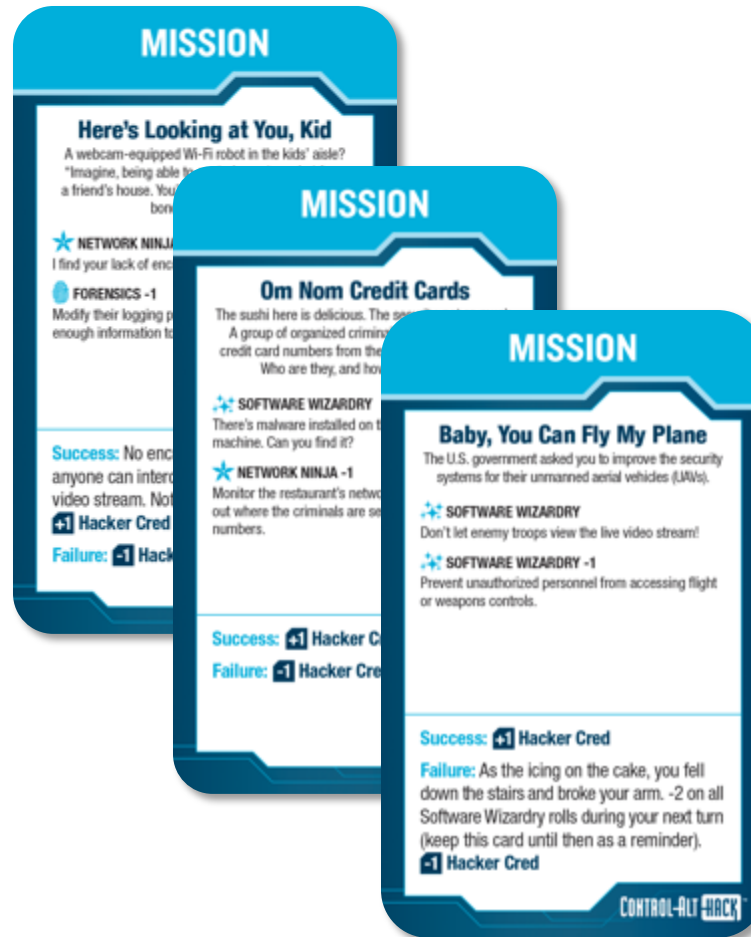 MISSION
Here's Looking at You, Kid
A webcam-equipped Wi-Fi robot in the kids' aisle?
"Imagine, being able to
a friend's house. You'
NETWORK NINJA
I find your lack of enc
FORENSICS -1
Modify their logging p
enough information to
Success: No enc
anyone can interc
video stream. Not
+1 Hacker Cred
Failure: -1 Hack
MISSION
Om Nom Credit Cards
The sushi here is delicious. The
A group of organized crimina
credit card numbers from the
Who are they, and how
SOFTWARE WIZARDRY
There's malware installed on t
machine. Can you find it?
NETWORK NINJA -1
Monitor the restaurant's netwo
out where the criminals are se
numbers.
Success: +1 Hacker C
Failure: -1 Hacker Cre
MISSION
Baby, You Can Fly My Plane
The U.S. government asked you to improve the security
systems for their unmanned aerial vehicles (UAVs).
SOFTWARE WIZARDRY
Don't let enemy troops view the live video stream!
SOFTWARE WIZARDRY -1
Prevent unauthorized personnel from accessing flight
or weapons controls.
Success: +1 Hacker Cred
Failure: As the icing on the cake, you fell
down the stairs and broke your arm. -2 on all
Software Wizardry rolls during your next turn
(keep this card until then as a reminder).
-1 Hacker Cred
CONTROL-ALT-HACK™